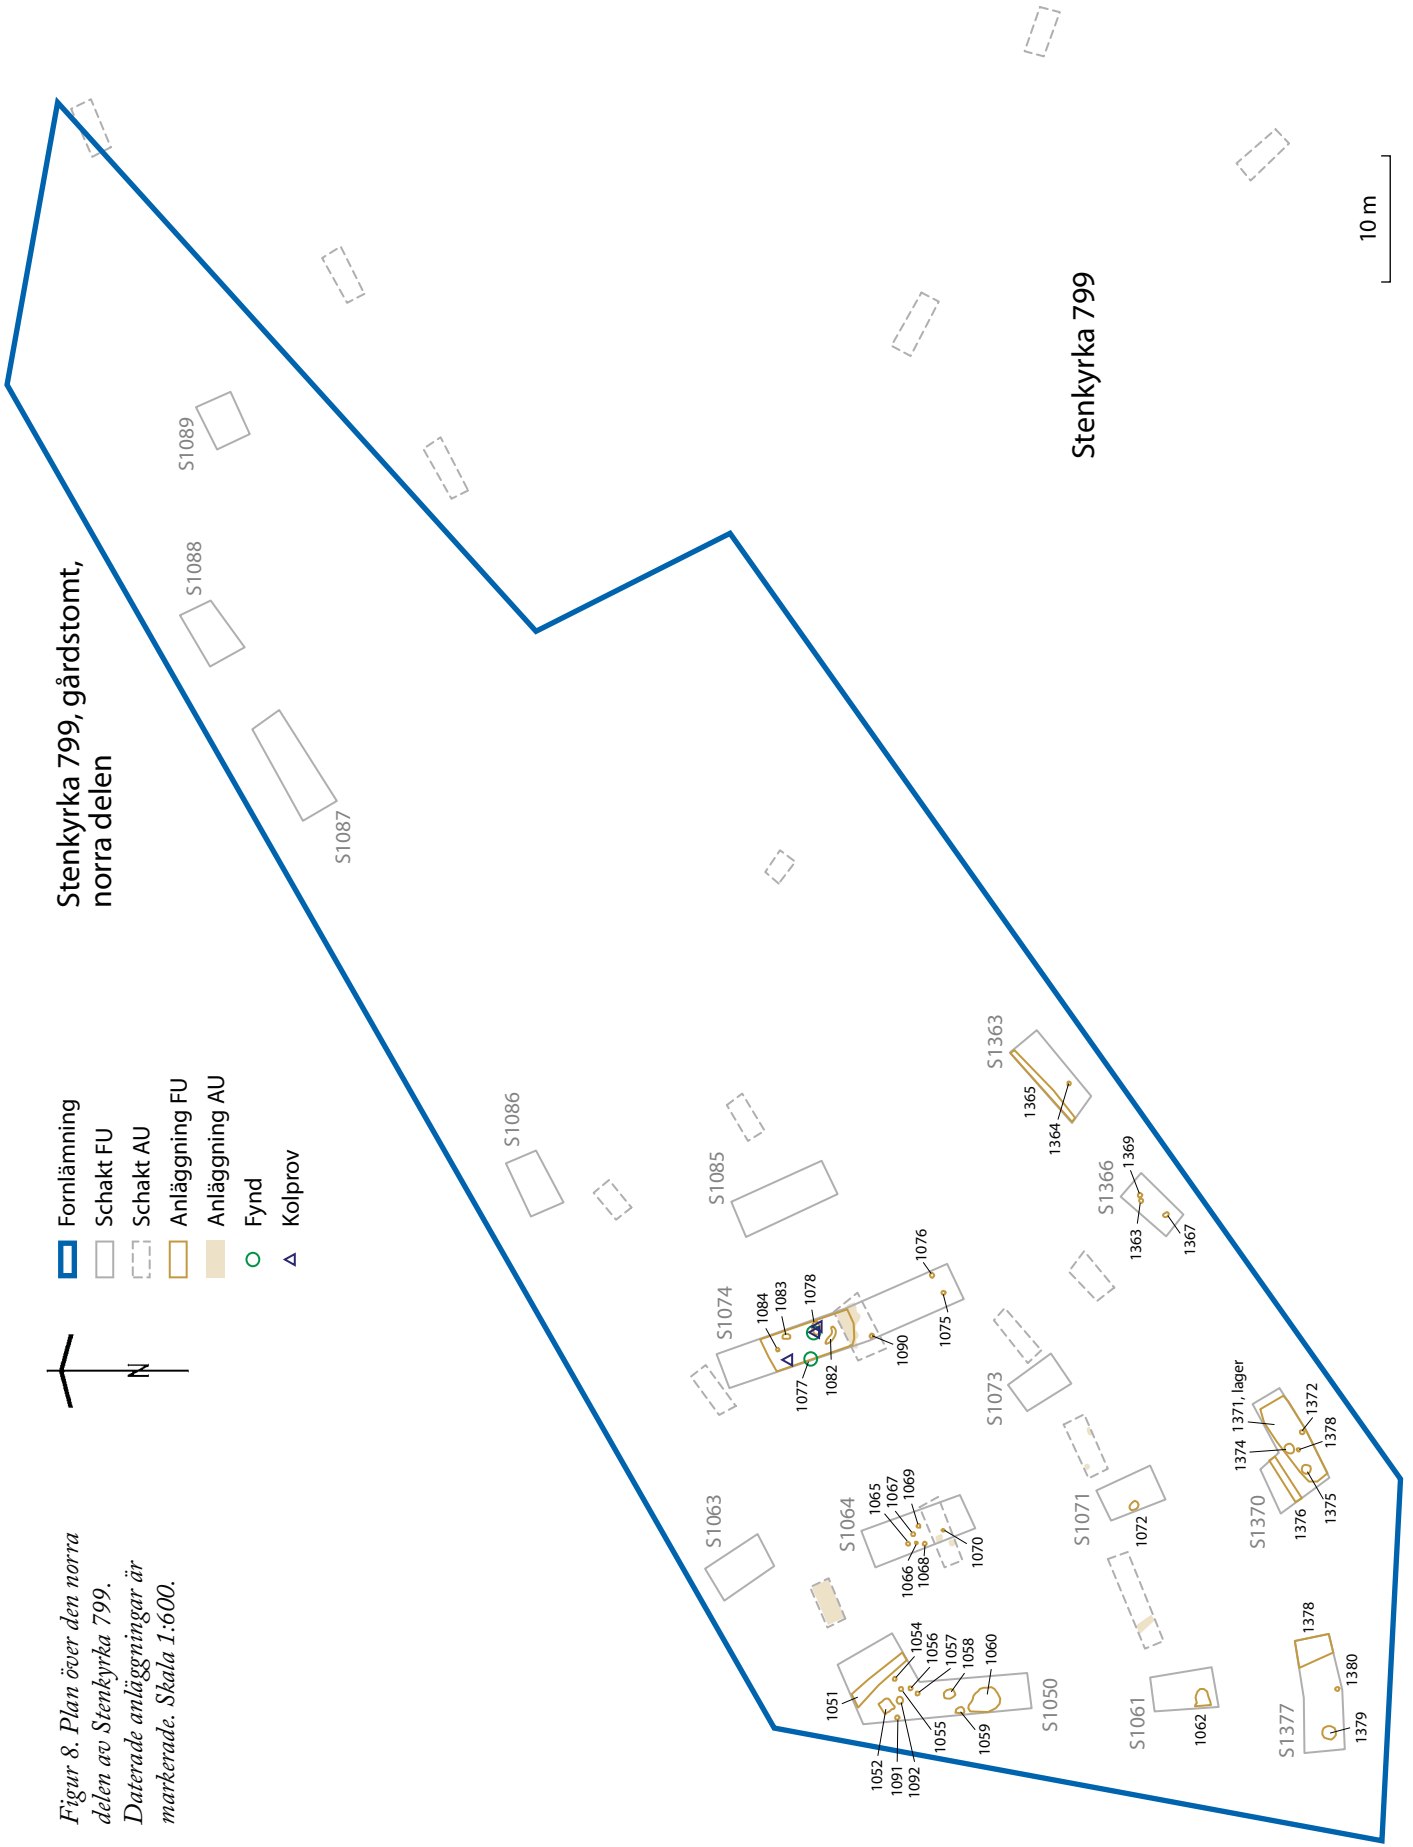 Figur 8. Plan över den norra
delen av Stenkyrka 799.
Daterade anläggningar är
markerade. Skala 1:600.
N
Fornlämning
Schakt FU
Schakt AU
Anläggning FU
Anläggning AU
Fynd
Kolprov
Stenkyrka 799, gårdstomt,
norra delen
S1089
S1088
S1087
S1086
S1085
S1074
1084
1083
1078
1077
1082
1090
1076
1075
S1063
S1064
1065
1067
1069
1066
1068
1070
1051
1054
1056
1057
1058
1060
1052
1091
1092
1055
1059
S1050
S1363
1365
1364
S1366
1369
1363
1367
S1073
S1071
1072
S1061
1062
S1370
1374
1371, lager
1372
1378
1376
1375
S1377
1378
1380
1379
Stenkyrka 799
10 m